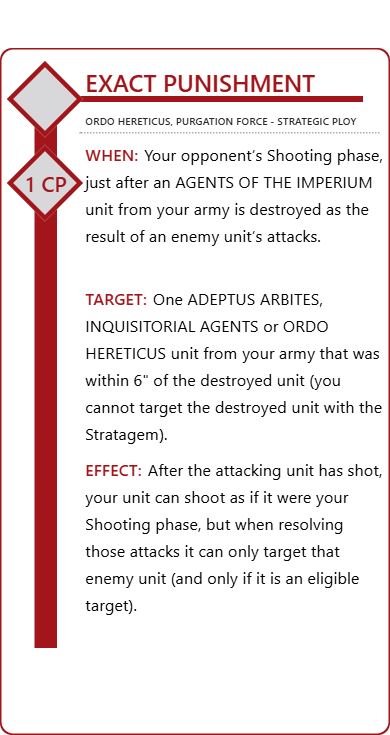 EXACT PUNISHMENT
ORDO HERETICUS, PURGATION FORCE - STRATEGIC PLOY
1 CP
WHEN: Your opponent’s Shooting phase,
just after an AGENTS OF THE IMPERIUM
unit from your army is destroyed as the
result of an enemy unit’s attacks.
TARGET: One ADEPTUS ARBITES,
INQUISITORIAL AGENTS or ORDO
HERETICUS unit from your army that was
within 6" of the destroyed unit (you
cannot target the destroyed unit with the
Stratagem).
EFFECT: After the attacking unit has shot,
your unit can shoot as if it were your
Shooting phase, but when resolving
those attacks it can only target that
enemy unit (and only if it is an eligible
target).